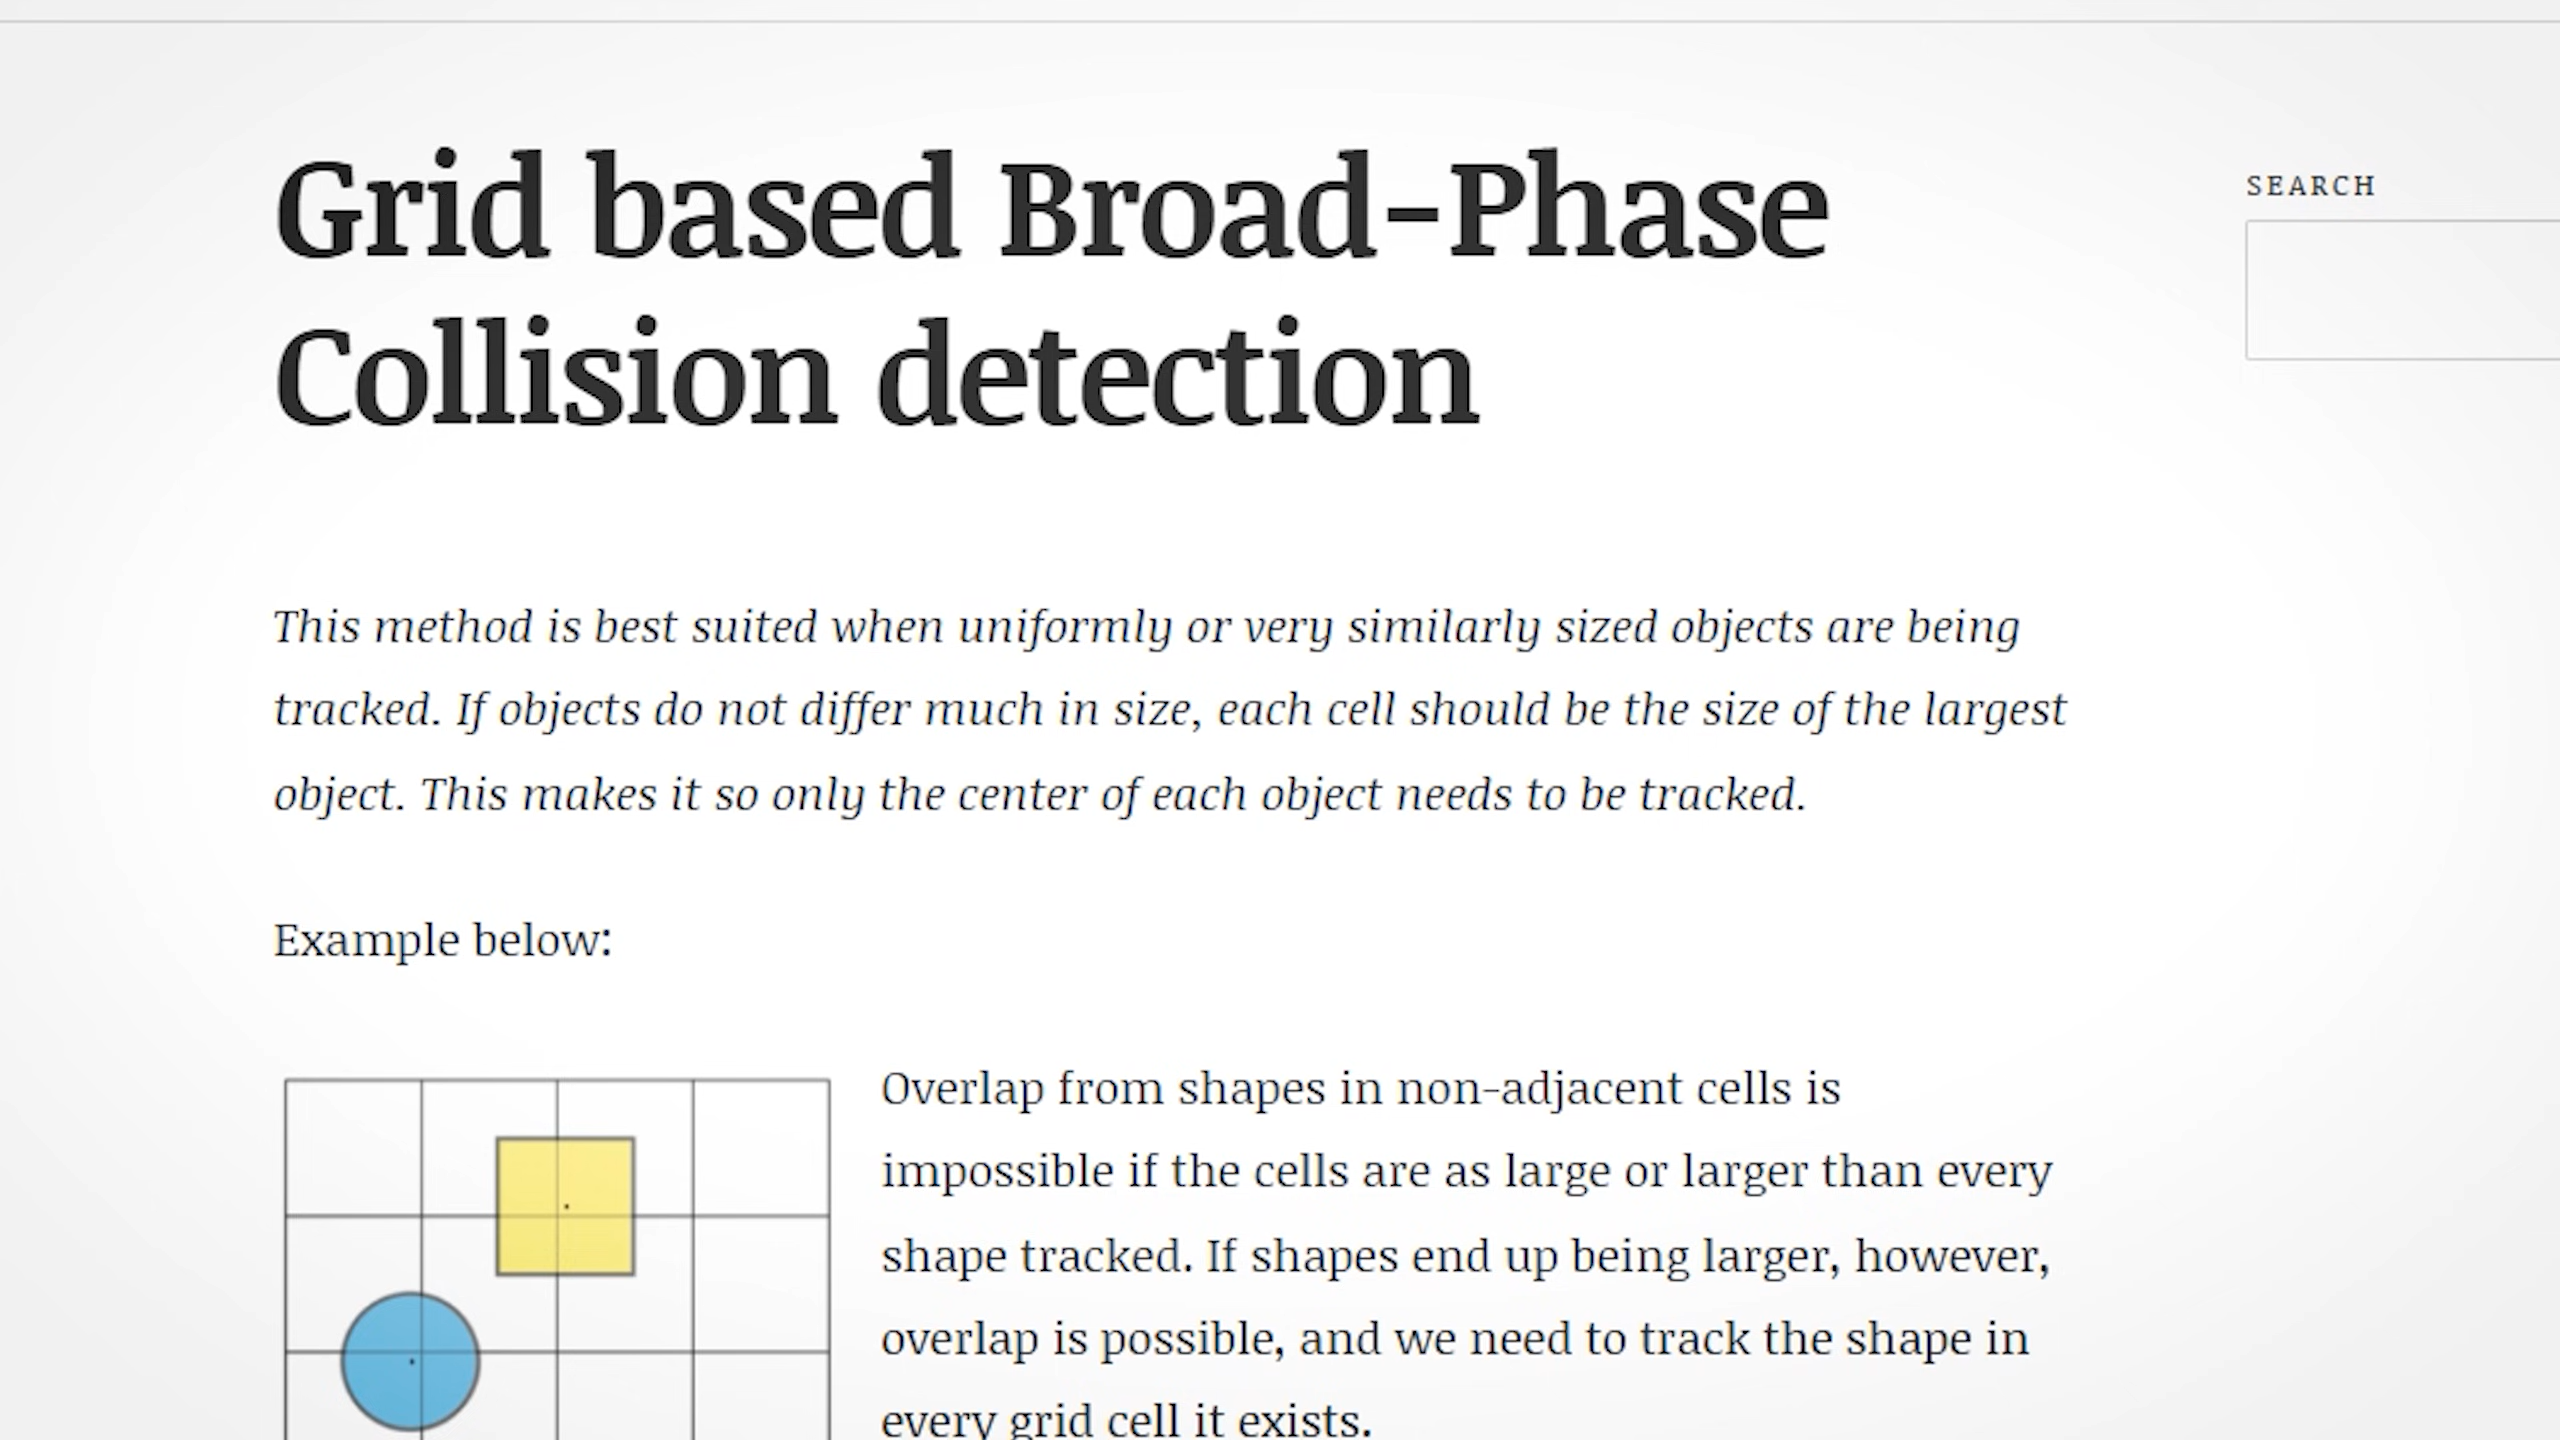 Grid based Broad-Phase
Collision detection
SEARCH
This method is best suited when uniformly or very similarly sized objects are being
tracked. If objects do not differ much in size, each cell should be the size of the largest
object. This makes it so only the center of each object needs to be tracked.
Example below:
Overlap from shapes in non-adjacent cells is
impossible if the cells are as large or larger than every
shape tracked. If shapes end up being larger, however,
overlap is possible, and we need to track the shape in
every grid cell it exists.